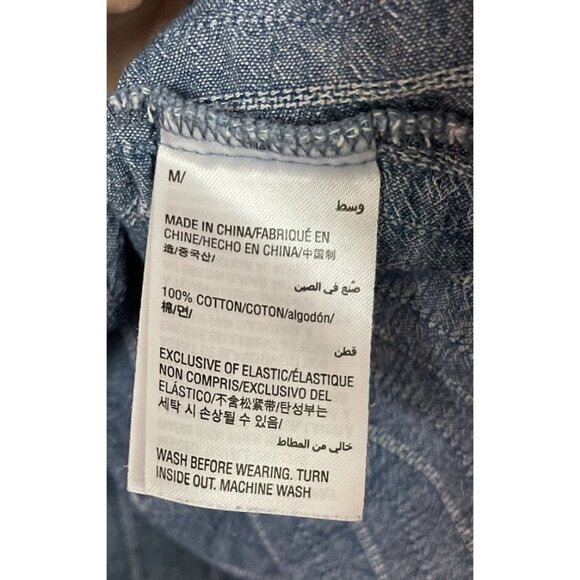 M/
وسط
MADE IN CHINA/FABRIQUÉ EN
CHINE/HECHO EN CHINA/中国制
造/중국산/
صُنع في الصين
100% COTTON/COTON/algodón/
棉/면/
قطن
EXCLUSIVE OF ELASTIC/ÉLASTIQUE
NON COMPRIS/EXCLUSIVO DEL
ELÁSTICO/不含松紧带/탄성부는
세탁 시 손상될 수 있음/
خالي من المطاط
WASH BEFORE WEARING. TURN
INSIDE OUT. MACHINE WASH